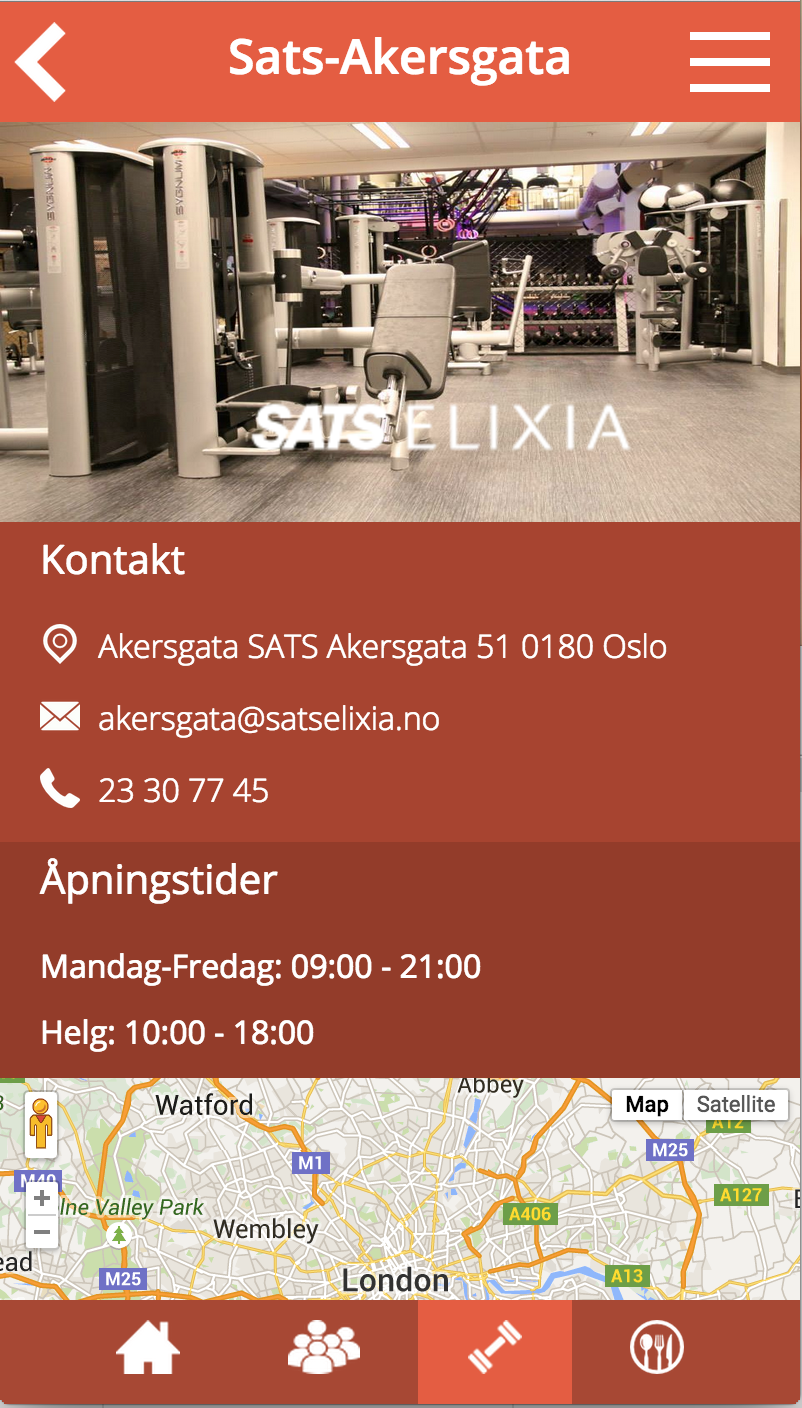 Sats-Akersgata
SYGNUM
SYGNUM
SATS ELIXIA
Kontakt
Akersgata SATS Akersgata 51 0180 Oslo
akersgata@satselixia.no
23 30 77 45
Åpningstider
Mandag-Fredag: 09:00 - 21:00
Helg: 10:00 - 18:00
Abbey
Watford
Map
Satellite
A12
M1
M25
M40
A127
lne Valley Park
A406
Wembley
ead
M25
London
A13